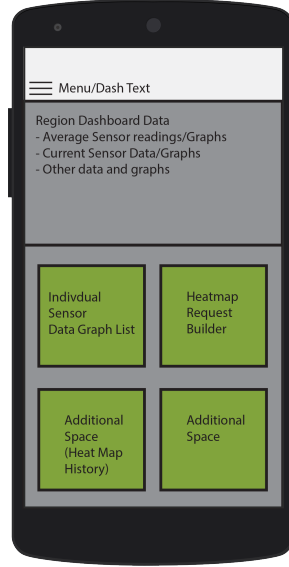 Menu/Dash Text
Region Dashboard Data
- Average Sensor readings/Graphs
- Current Sensor Data/Graphs
- Other data and graphs
Indivdual
Sensor
Data Graph List
Heatmap
Request
Builder
Additional
Space
(Heat Map
History)
Additional
Space